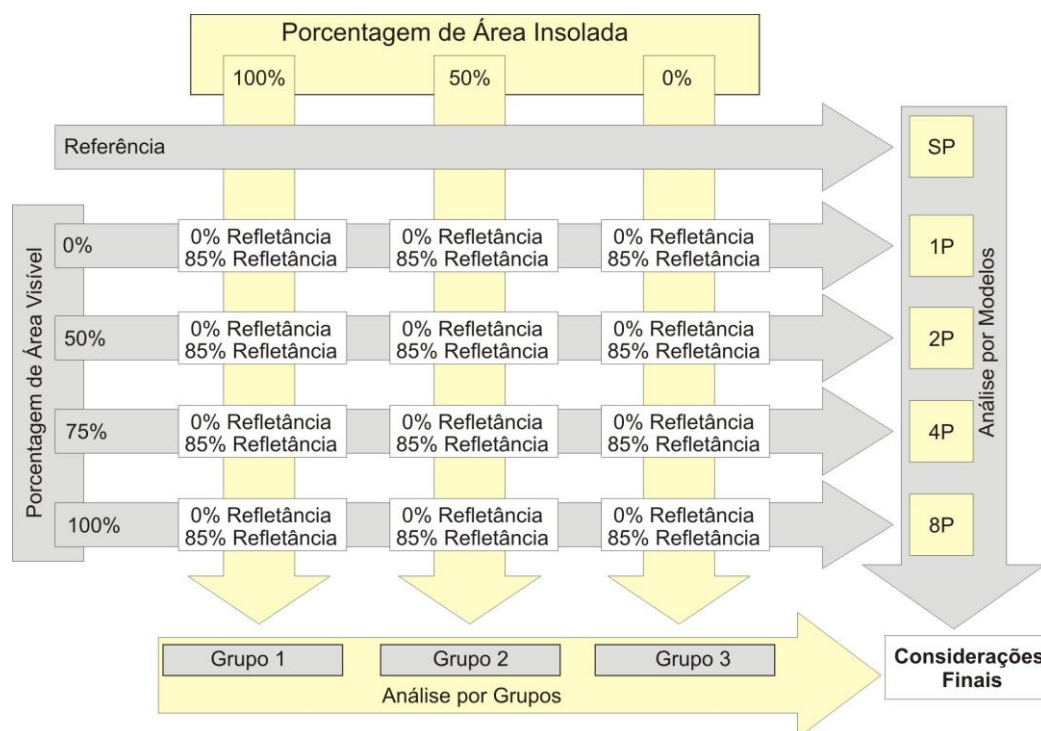 Porcentagem de Área Insolada
100%
50%
0%
Referência
SP
Porcentagem de Área Visível
0%
0% Refletância
85% Refletância
0% Refletância
85% Refletância
0% Refletância
85% Refletância
1P
50%
0% Refletância
85% Refletância
0% Refletância
85% Refletância
0% Refletância
85% Refletância
2P
75%
0% Refletância
85% Refletância
0% Refletância
85% Refletância
0% Refletância
85% Refletância
4P
100%
0% Refletância
85% Refletância
0% Refletância
85% Refletância
0% Refletância
85% Refletância
8P
Análise por Modelos
Grupo 1
Grupo 2
Grupo 3
Análise por Grupos
Considerações
Finais